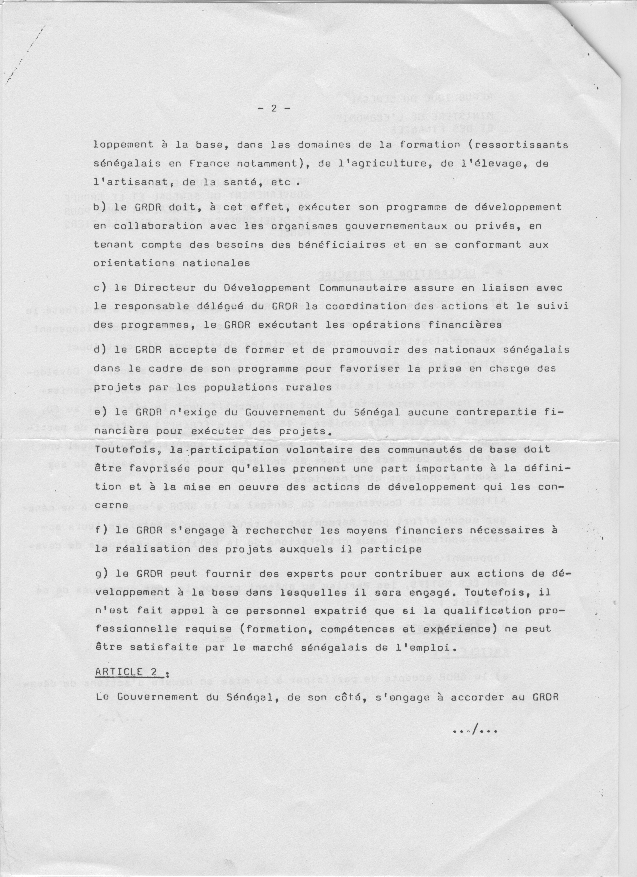 - 2 -
loppement à la base, dans les domaines de la formation (ressortissants
sénégalais en France notamment), de l'agriculture, de l'élevage, de
l'artisanat, de la santé, etc.
b) le GRDR doit, à cet effet, exécuter son programme de développement
en collaboration avec les organismes gouvernementaux ou privés, en
tenant compte des besoins des bénéficiaires et en se conformant aux
orientations nationales
c) le Directeur du Développement Communautaire assure en liaison avec
le responsable délégué du GRDR la coordination des actions et le suivi
des programmes, le GRDR exécutant les opérations financières
d) le GRDR accepte de former et de promouvoir des nationaux sénégalais
dans le cadre de son programme pour favoriser la prise en charge des
projets par les populations rurales
e) le GRDR n'exige du Gouvernement du Sénégal aucune contrepartie fi-
nancière pour exécuter des projets.
Toutefois, la participation volontaire des communautés de base doit
être favorisée pour qu'elles prennent une part importante à la défini-
tion et à la mise en oeuvre des actions de développement qui les con-
cerne
f) le GRDR s'engage à rechercher les moyens financiers nécessaires à
la réalisation des projets auxquels il participe
g) le GRDR peut fournir des experts pour contribuer aux actions de dé-
veloppement à la base dans lesquelles il sera engagé. Toutefois, il
n'est fait appel à ce personnel expatrié que si la qualification pro-
fessionnelle requise (formation, compétences et expérience) ne peut
être satisfaite par le marché sénégalais de l'emploi.
ARTICLE 2 :
Le Gouvernement du Sénégal, de son côté, s'engage à accorder au GRDR
.../...